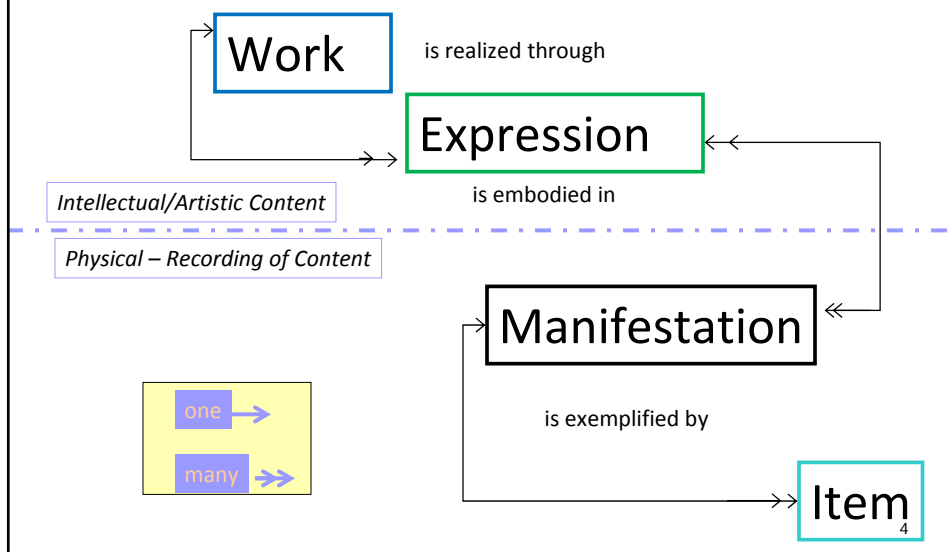 Work
is realized through
Expression
is embodied in
Intellectual/Artistic Content
Physical – Recording of Content
Manifestation
one
is exemplified by
many
Item
4